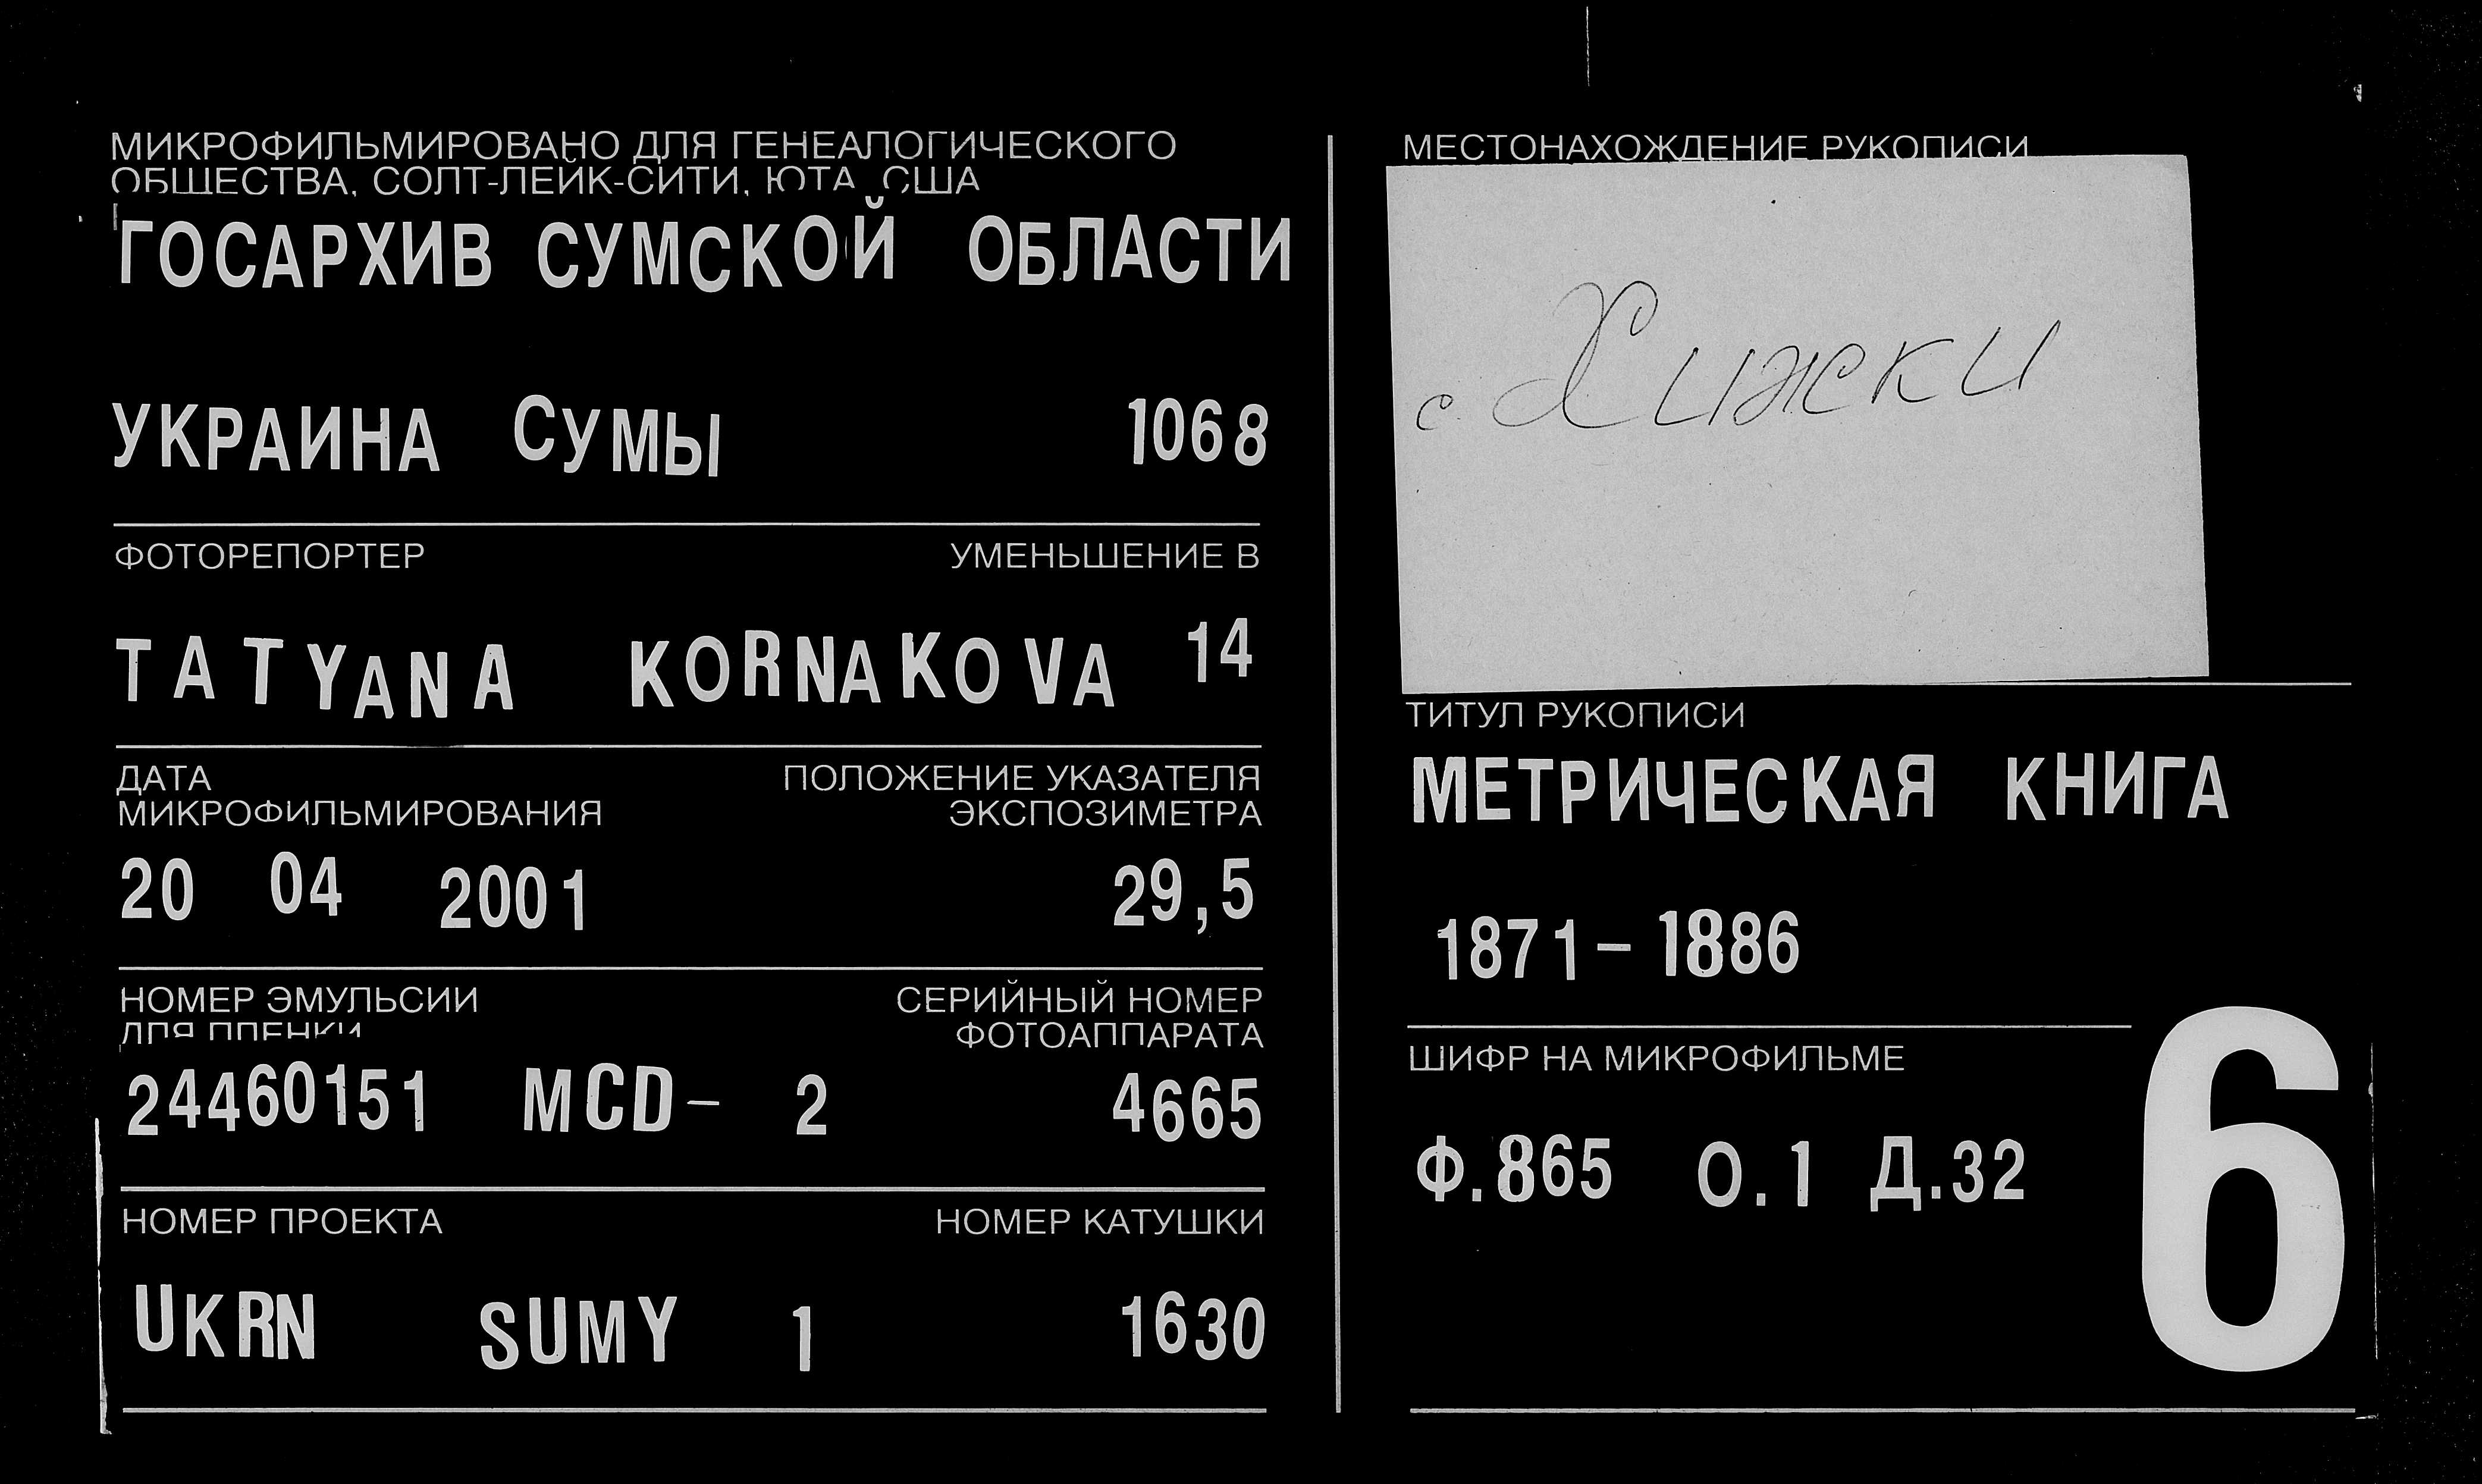 МИКРОФИЛЬМИРОВАНО ДЛЯ ГЕНЕАЛОГИЧЕСКОГО
ОБЩЕСТВА, СОЛТ-ЛЕЙК-СИТИ, ЮТА, США
ГОСАРХИВ СУМСКОЙ ОБЛАСТИ
УКРАИНА СУМЫ 1068
ФОТОРЕПОРТЕР УМЕНЬШЕНИЕ В
TATYANA KORNAKOVA 14
ДАТА ПОЛОЖЕНИЕ УКАЗАТЕЛЯ
МИКРОФИЛЬМИРОВАНИЯ ЭКСПОЗИМЕТРА
20 04 2001 29,5
НОМЕР ЭМУЛЬСИИ СЕРИЙНЫЙ НОМЕР
ДЛЯ ПЛЕНКИ ФОТОАППАРАТА
24460151 MCD- 2 4665
НОМЕР ПРОЕКТА НОМЕР КАТУШКИ
UKRN SUMY 1 1630
МЕСТОНАХОЖДЕНИЕ РУКОПИСИ
с. Хижки
ТИТУЛ РУКОПИСИ
МЕТРИЧЕСКАЯ КНИГА
1871-1886
ШИФР НА МИКРОФИЛЬМЕ
Ф.865 О.1 Д.32
6